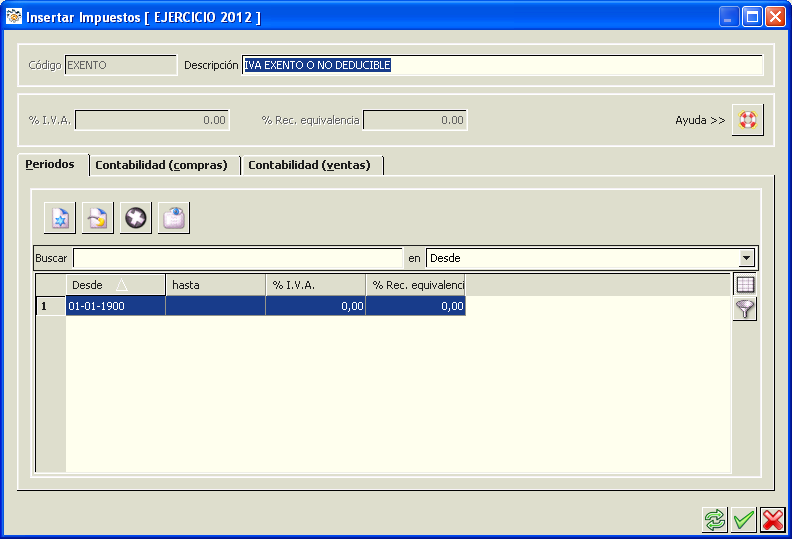 Insertar Impuestos [ EJERCICIO 2012 ]
Código EXENTO Descripción IVA EXENTO O NO DEDUCIBLE
% I.V.A. 0.00 % Rec. equivalencia 0.00 Ayuda >>
Periodos Contabilidad (compras) Contabilidad (ventas)
Buscar en Desde
Desde hasta % I.V.A. % Rec. equivalenci
1 01-01-1900 0,00 0,00